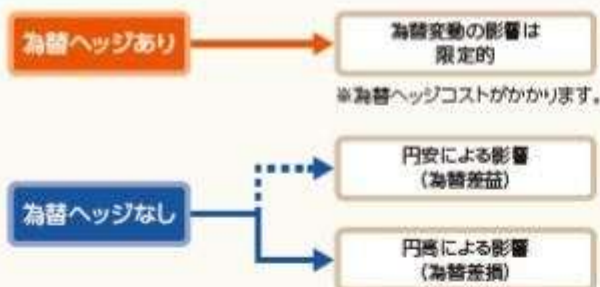 為替ヘッジあり
為替変動の影響は
限定的
※為替ヘッジコストがかかります。
為替ヘッジなし
円安による影響
(為替差益)
円高による影響
(為替差損)